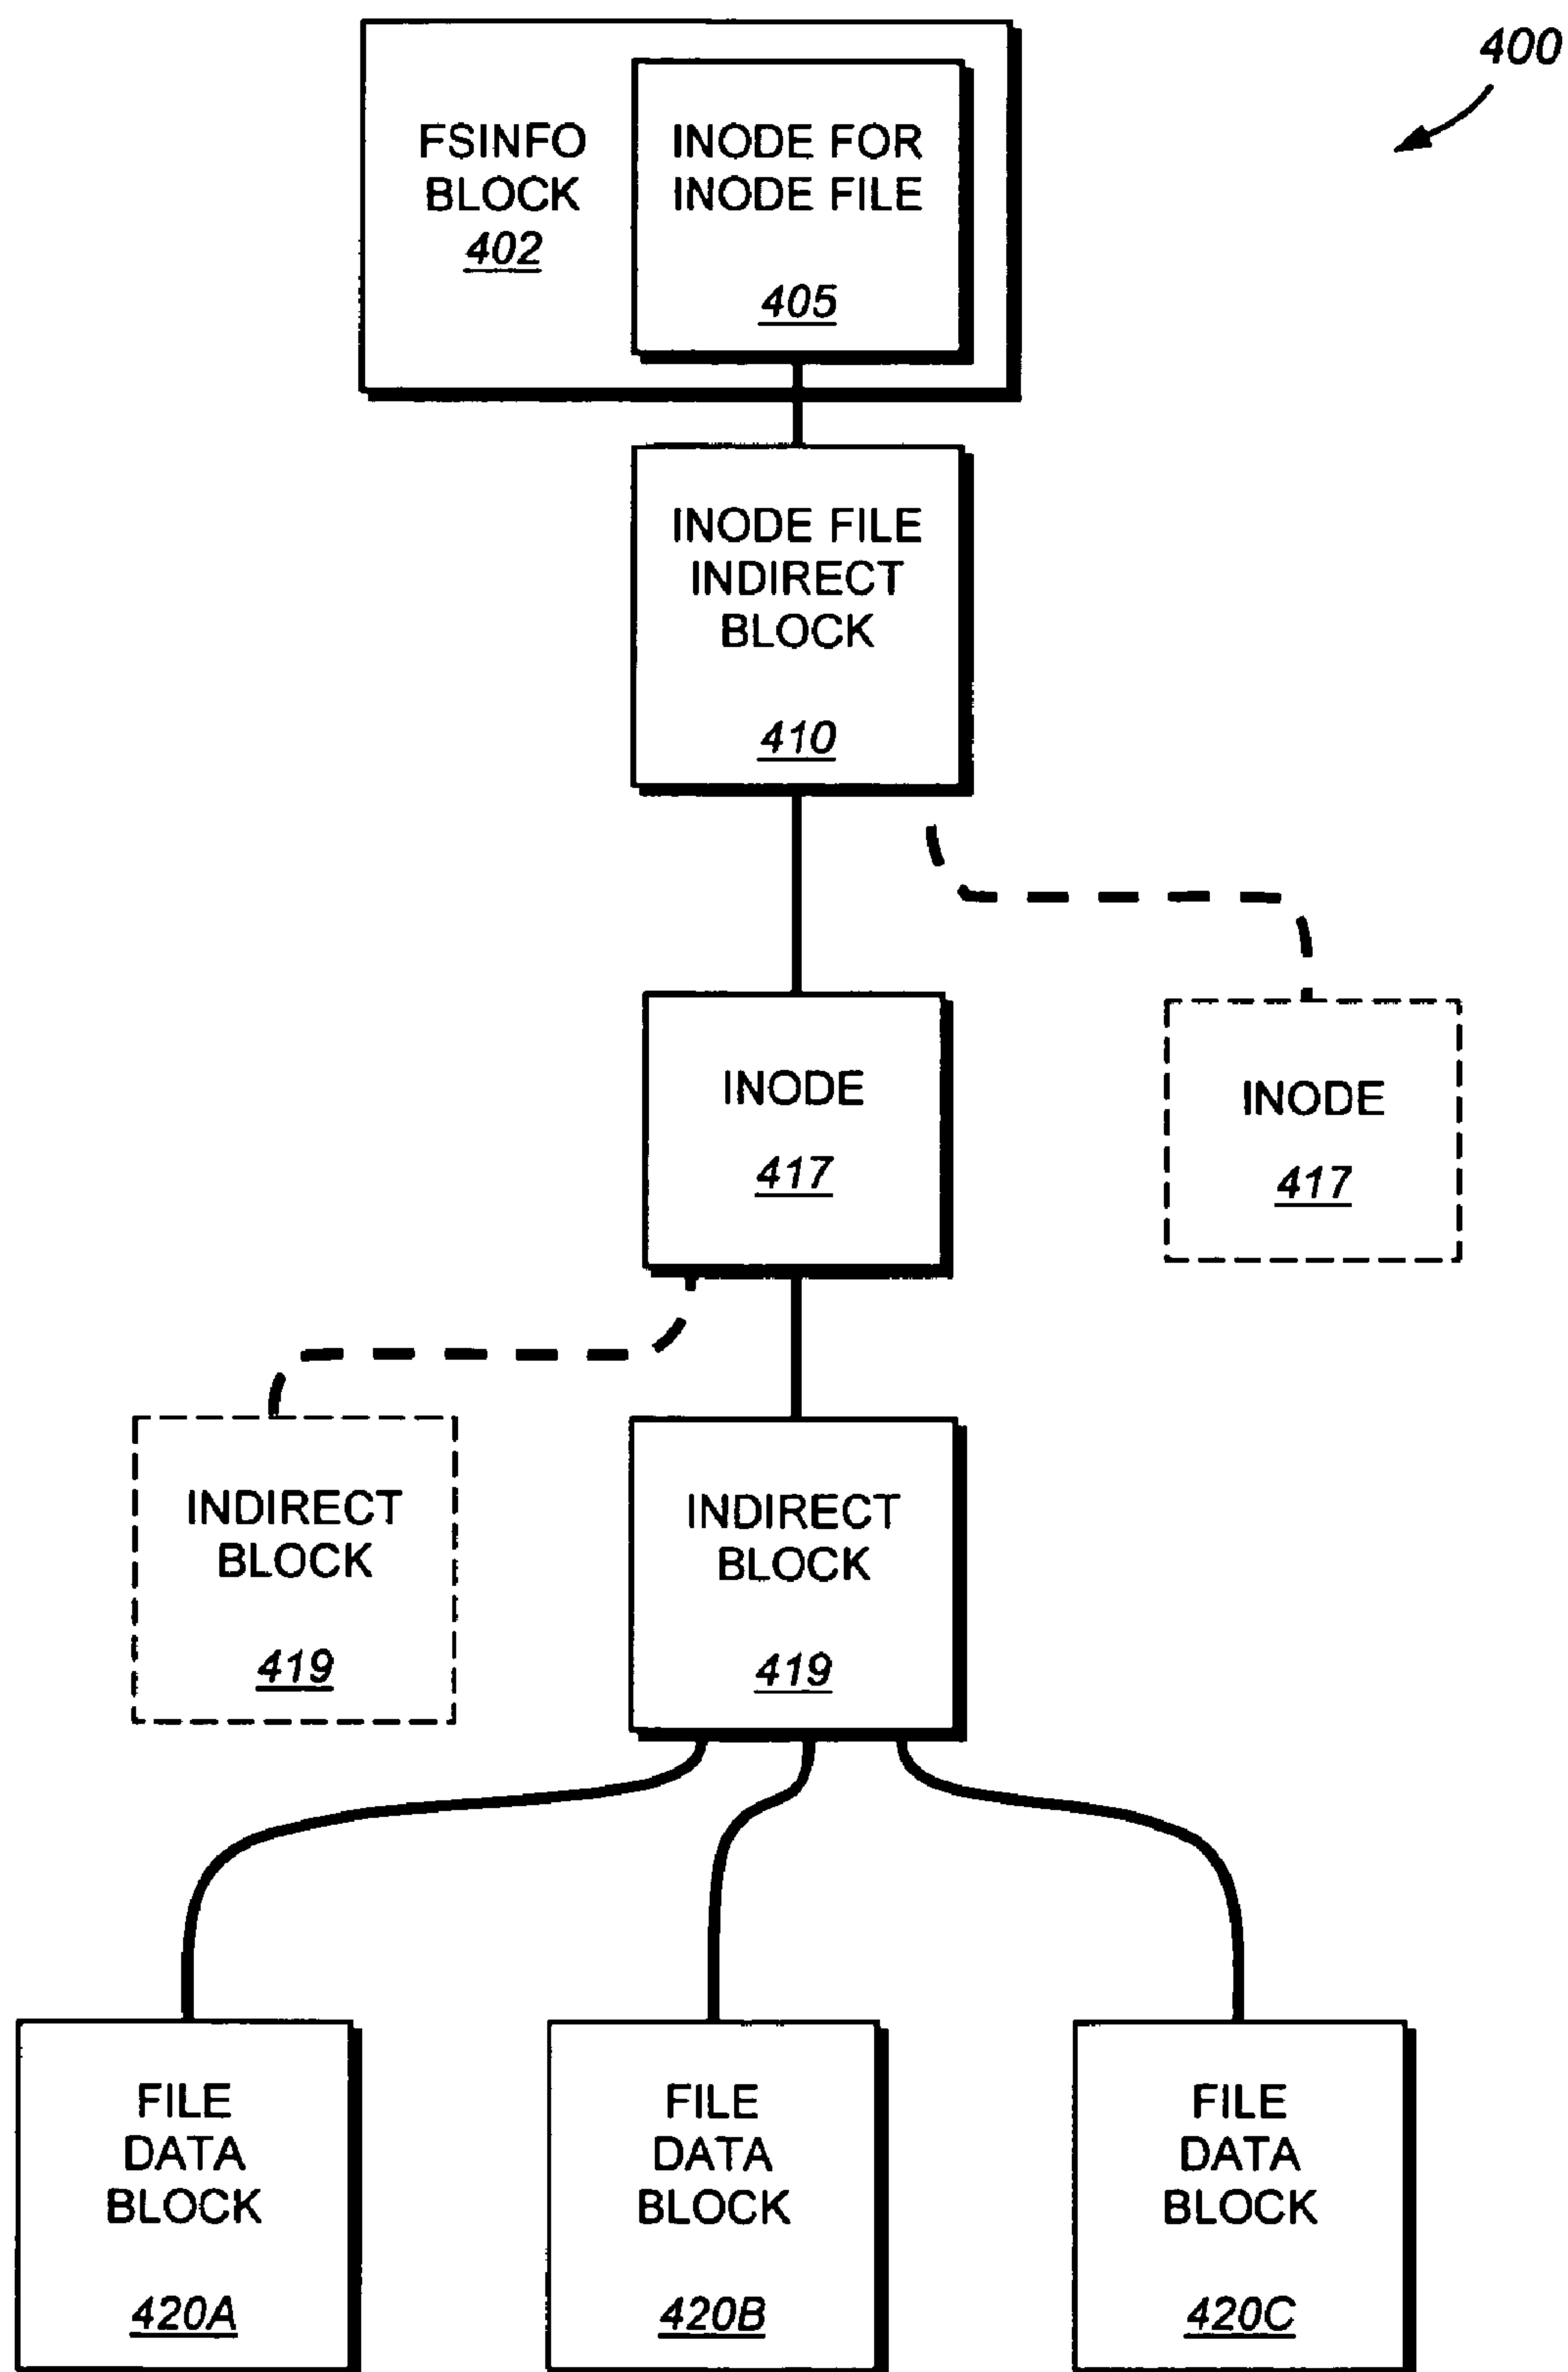 400
FSINFO
BLOCK
402
INODE FOR
INODE FILE
405
INODE FILE
INDIRECT
BLOCK
410
INODE
417
INODE
417
INDIRECT
BLOCK
419
INDIRECT
BLOCK
419
FILE
DATA
BLOCK
420A
FILE
DATA
BLOCK
420B
FILE
DATA
BLOCK
420C